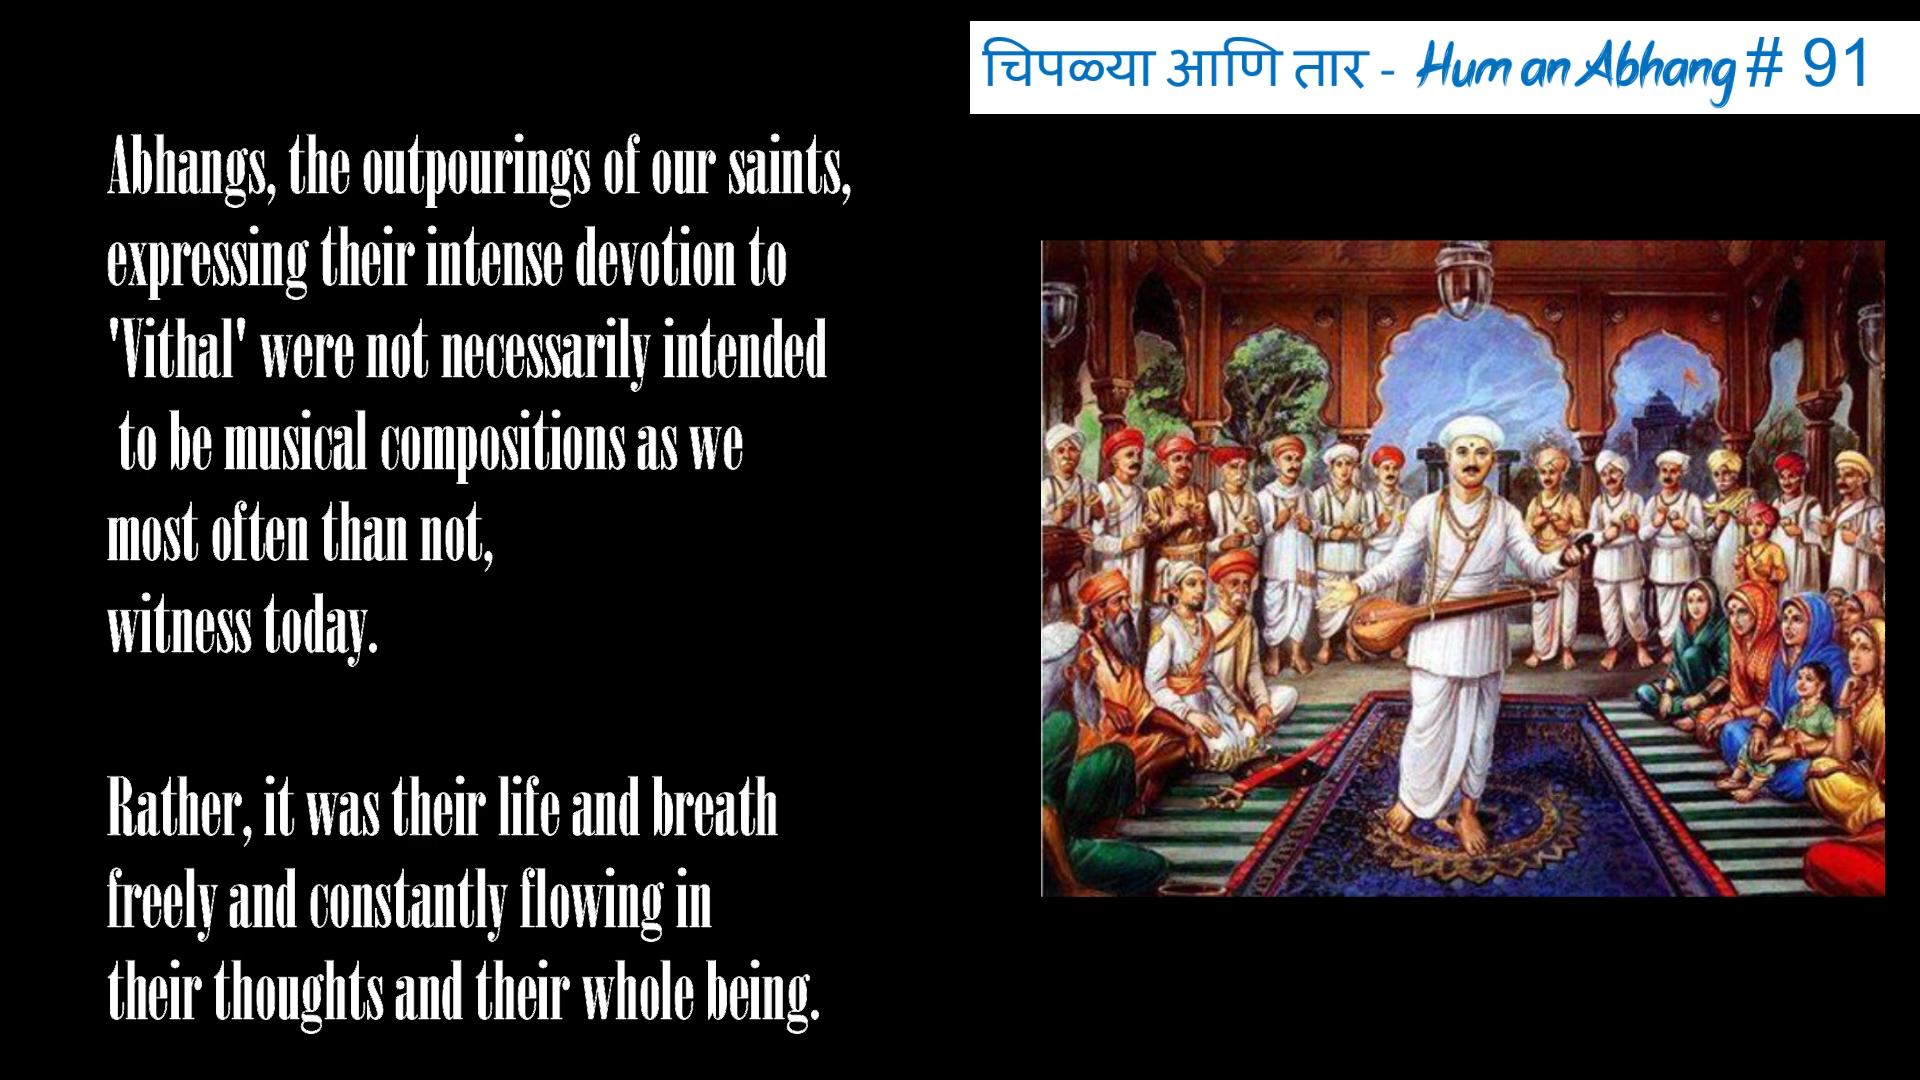 चिपळ्या आणि तार - Hum an Abhang # 91
Abhangs, the outpourings of our saints,
expressing their intense devotion to
'Vithal' were not necessarily intended
to be musical compositions as we
most often than not,
witness today.
Rather, it was their life and breath
freely and constantly flowing in
their thoughts and their whole being.